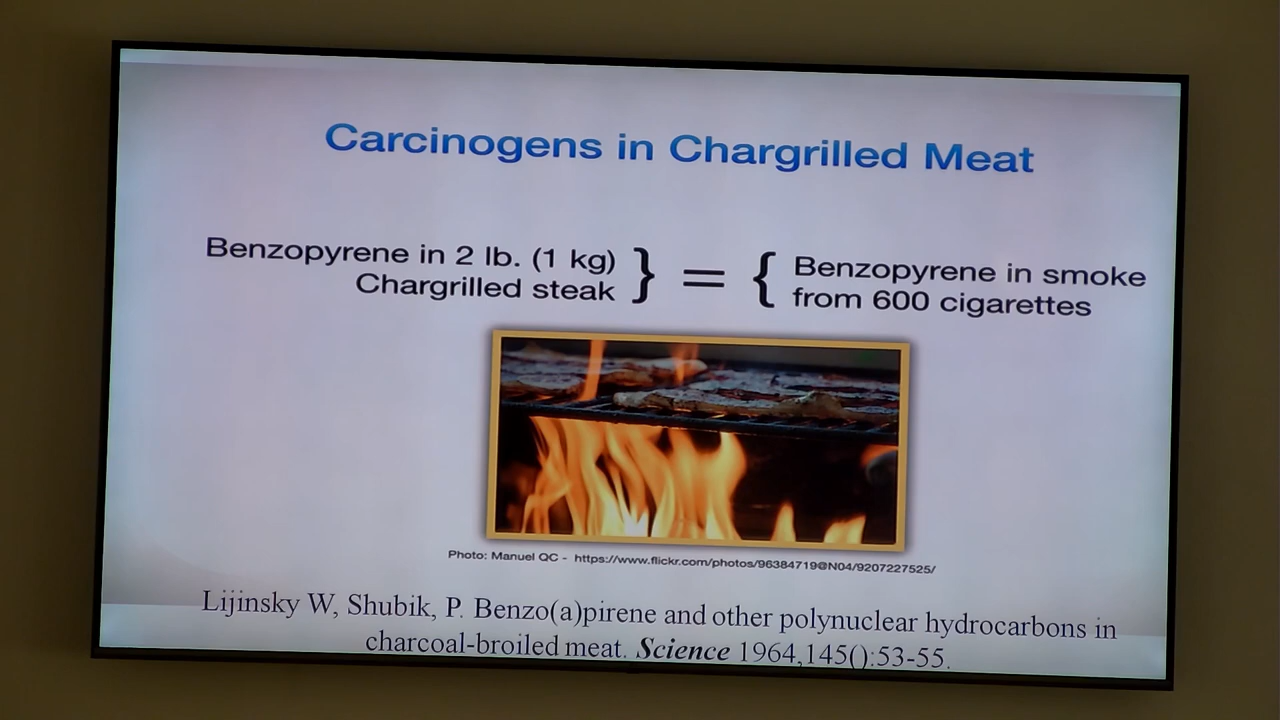 Carcinogens in Chargrilled Meat
Benzopyrene in 2 lb. (1 kg)
Chargrilled steak
} = {
Benzopyrene in smoke
from 600 cigarettes
Photo: Manuel QC - https://www.flickr.com/photos/96384719@N04/9207227525/
Lijinsky W, Shubik, P. Benzo(a)pirene and other polynuclear hydrocarbons in
charcoal-broiled meat. Science 1964,145():53-55.